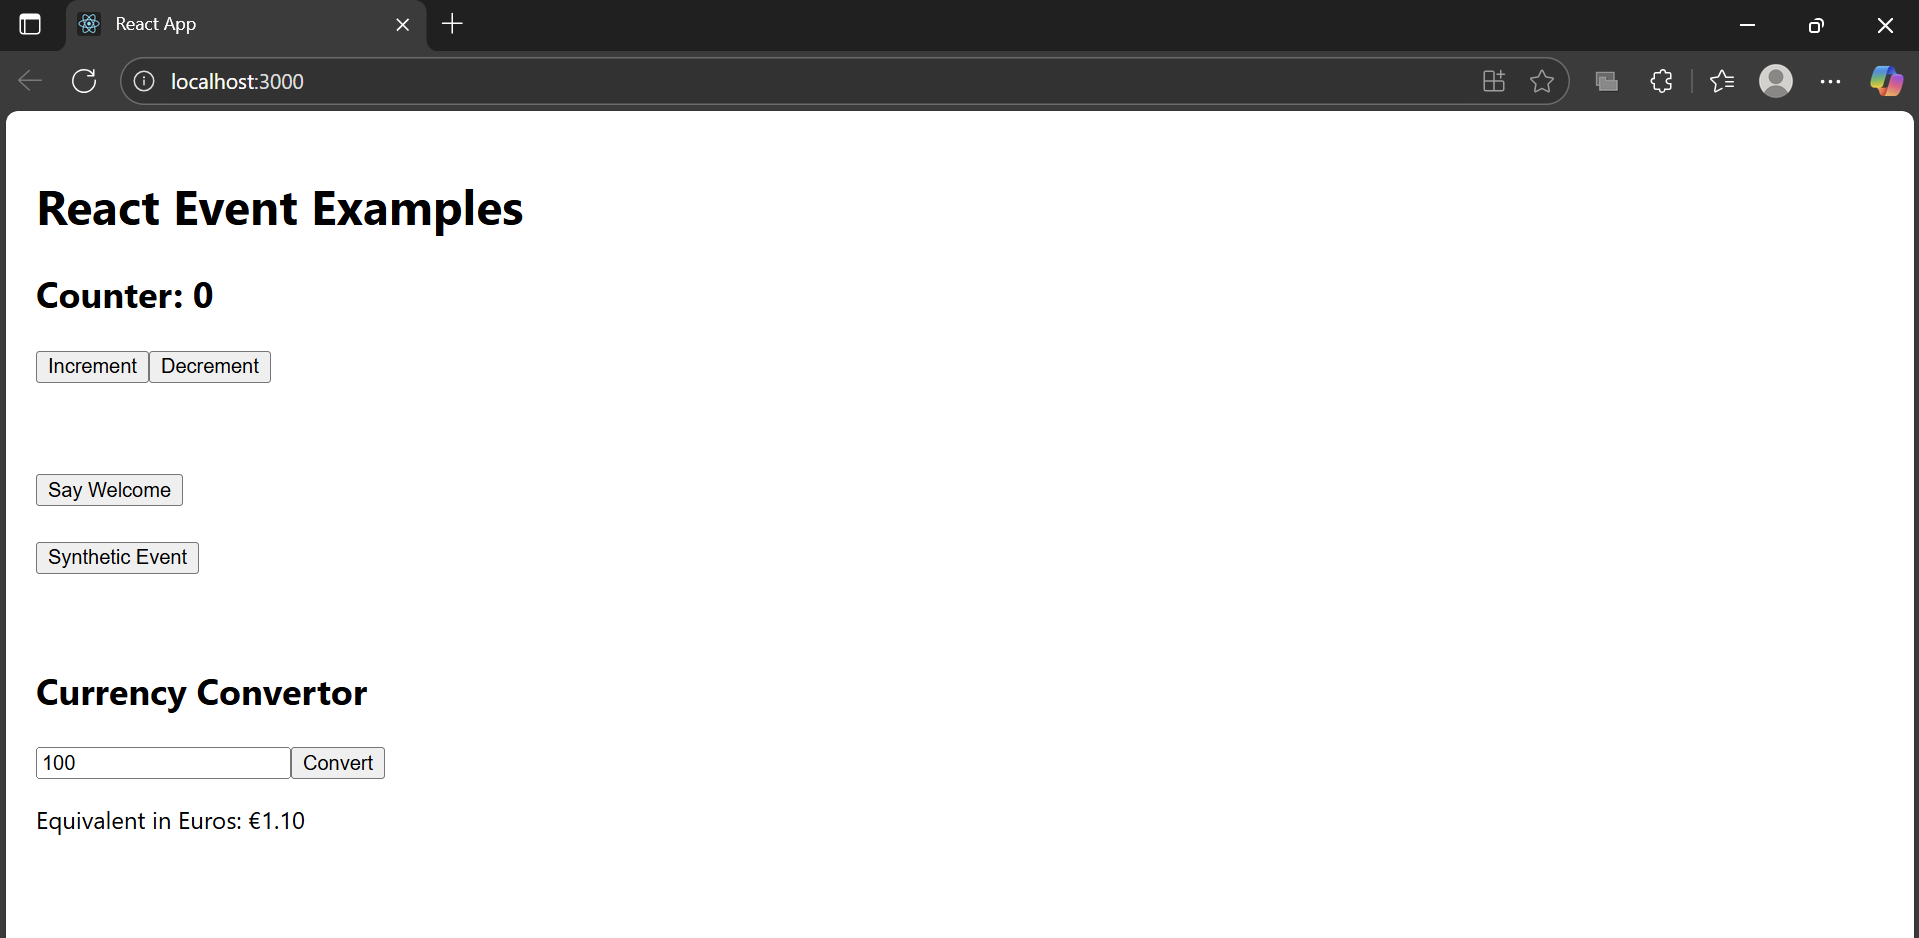 React App
localhost:3000
React Event Examples
Counter: 0
Increment Decrement
Say Welcome
Synthetic Event
Currency Convertor
100 Convert
Equivalent in Euros: €1.10